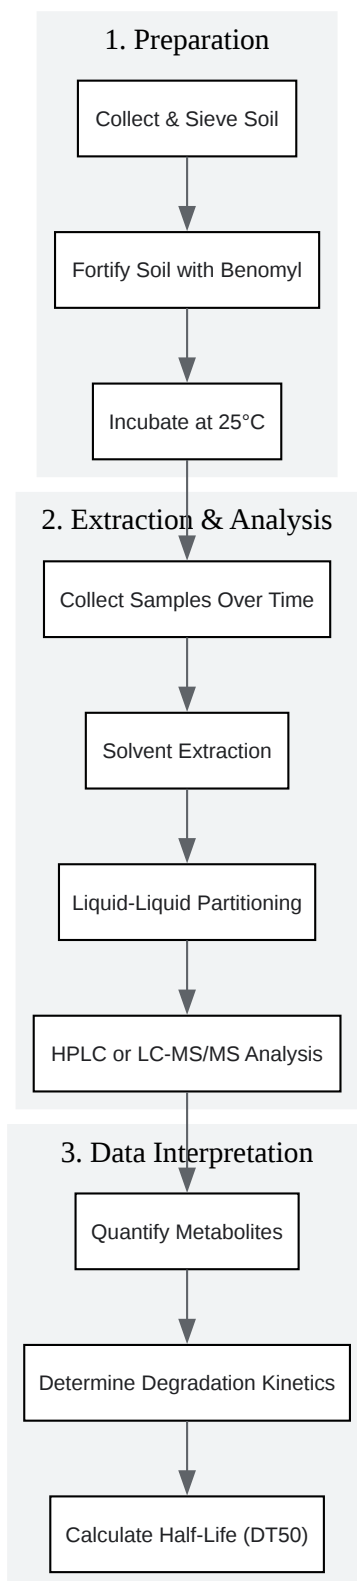 1. Preparation
Collect & Sieve Soil
Fortify Soil with Benomyl
Incubate at 25°C
2. Extraction & Analysis
Collect Samples Over Time
Solvent Extraction
Liquid-Liquid Partitioning
HPLC or LC-MS/MS Analysis
3. Data Interpretation
Quantify Metabolites
Determine Degradation Kinetics
Calculate Half-Life (DT50)